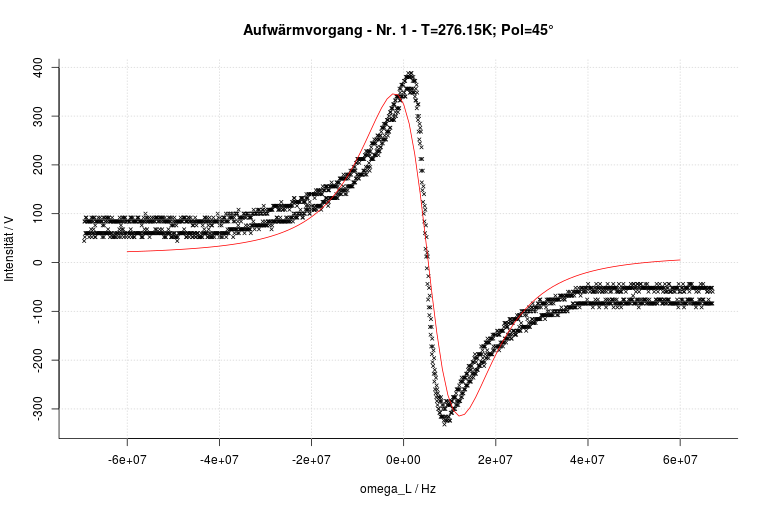 Aufwärmvorgang - Nr. 1 - T=276.15K; Pol=45°
Intensität / V
400
300
200
100
0
-100
-200
-300
-6e+07 -4e+07 -2e+07 0e+00 2e+07 4e+07 6e+07
omega_L / Hz